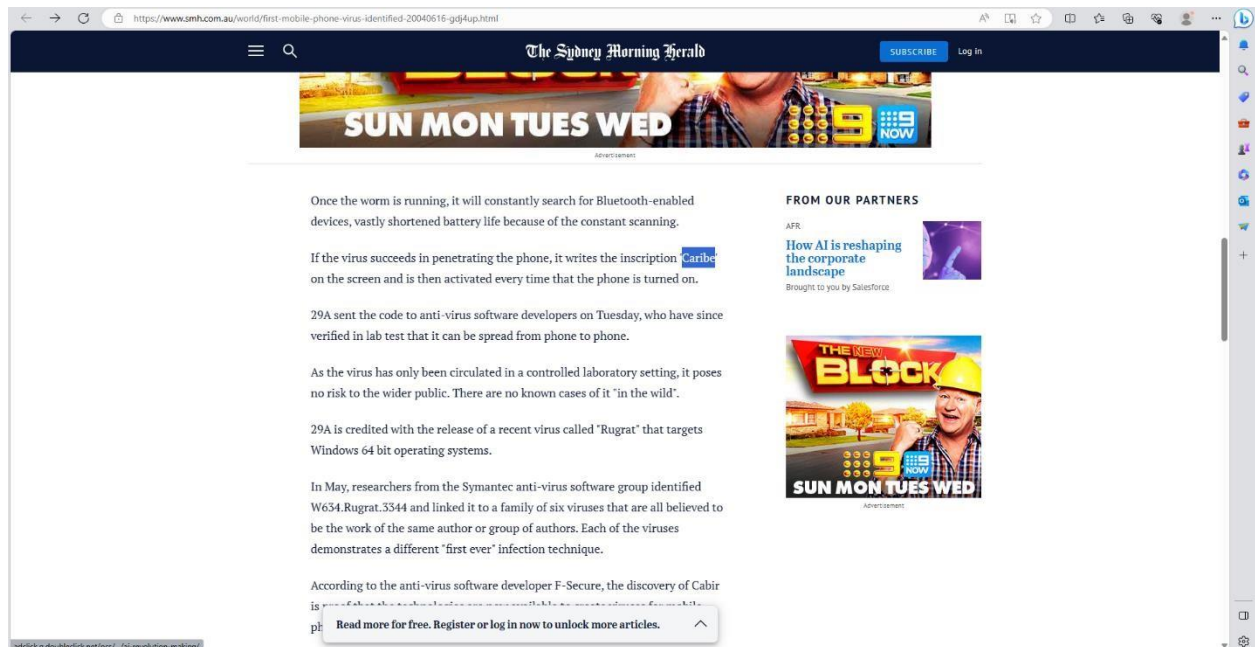 https://www.smh.com.au/world/first-mobile-phone-virus-identified-20040616-gdj4up.html
The Sydney Morning Herald
SUBSCRIBE
Log in
BLOCK
SUN MON TUES WED
9
9
NOW
Advertisement
Once the worm is running, it will constantly search for Bluetooth-enabled
devices, vastly shortened battery life because of the constant scanning.
If the virus succeeds in penetrating the phone, it writes the inscription 'Caribe'
on the screen and is then activated every time that the phone is turned on.
29A sent the code to anti-virus software developers on Tuesday, who have since
verified in lab test that it can be spread from phone to phone.
As the virus has only been circulated in a controlled laboratory setting, it poses
no risk to the wider public. There are no known cases of it "in the wild".
29A is credited with the release of a recent virus called "Rugrat" that targets
Windows 64 bit operating systems.
In May, researchers from the Symantec anti-virus software group identified
W634.Rugrat.3344 and linked it to a family of six viruses that are all believed to
be the work of the same author or group of authors. Each of the viruses
demonstrates a different "first ever" infection technique.
According to the anti-virus software developer F-Secure, the discovery of Cabir
is
ph
Read more for free. Register or log in now to unlock more articles.
FROM OUR PARTNERS
AFR
How AI is reshaping
the corporate
landscape
Brought to you by Salesforce
THE NEW
BLOCK
9
9
NOW
SUN MON TUES WED
Advertisement